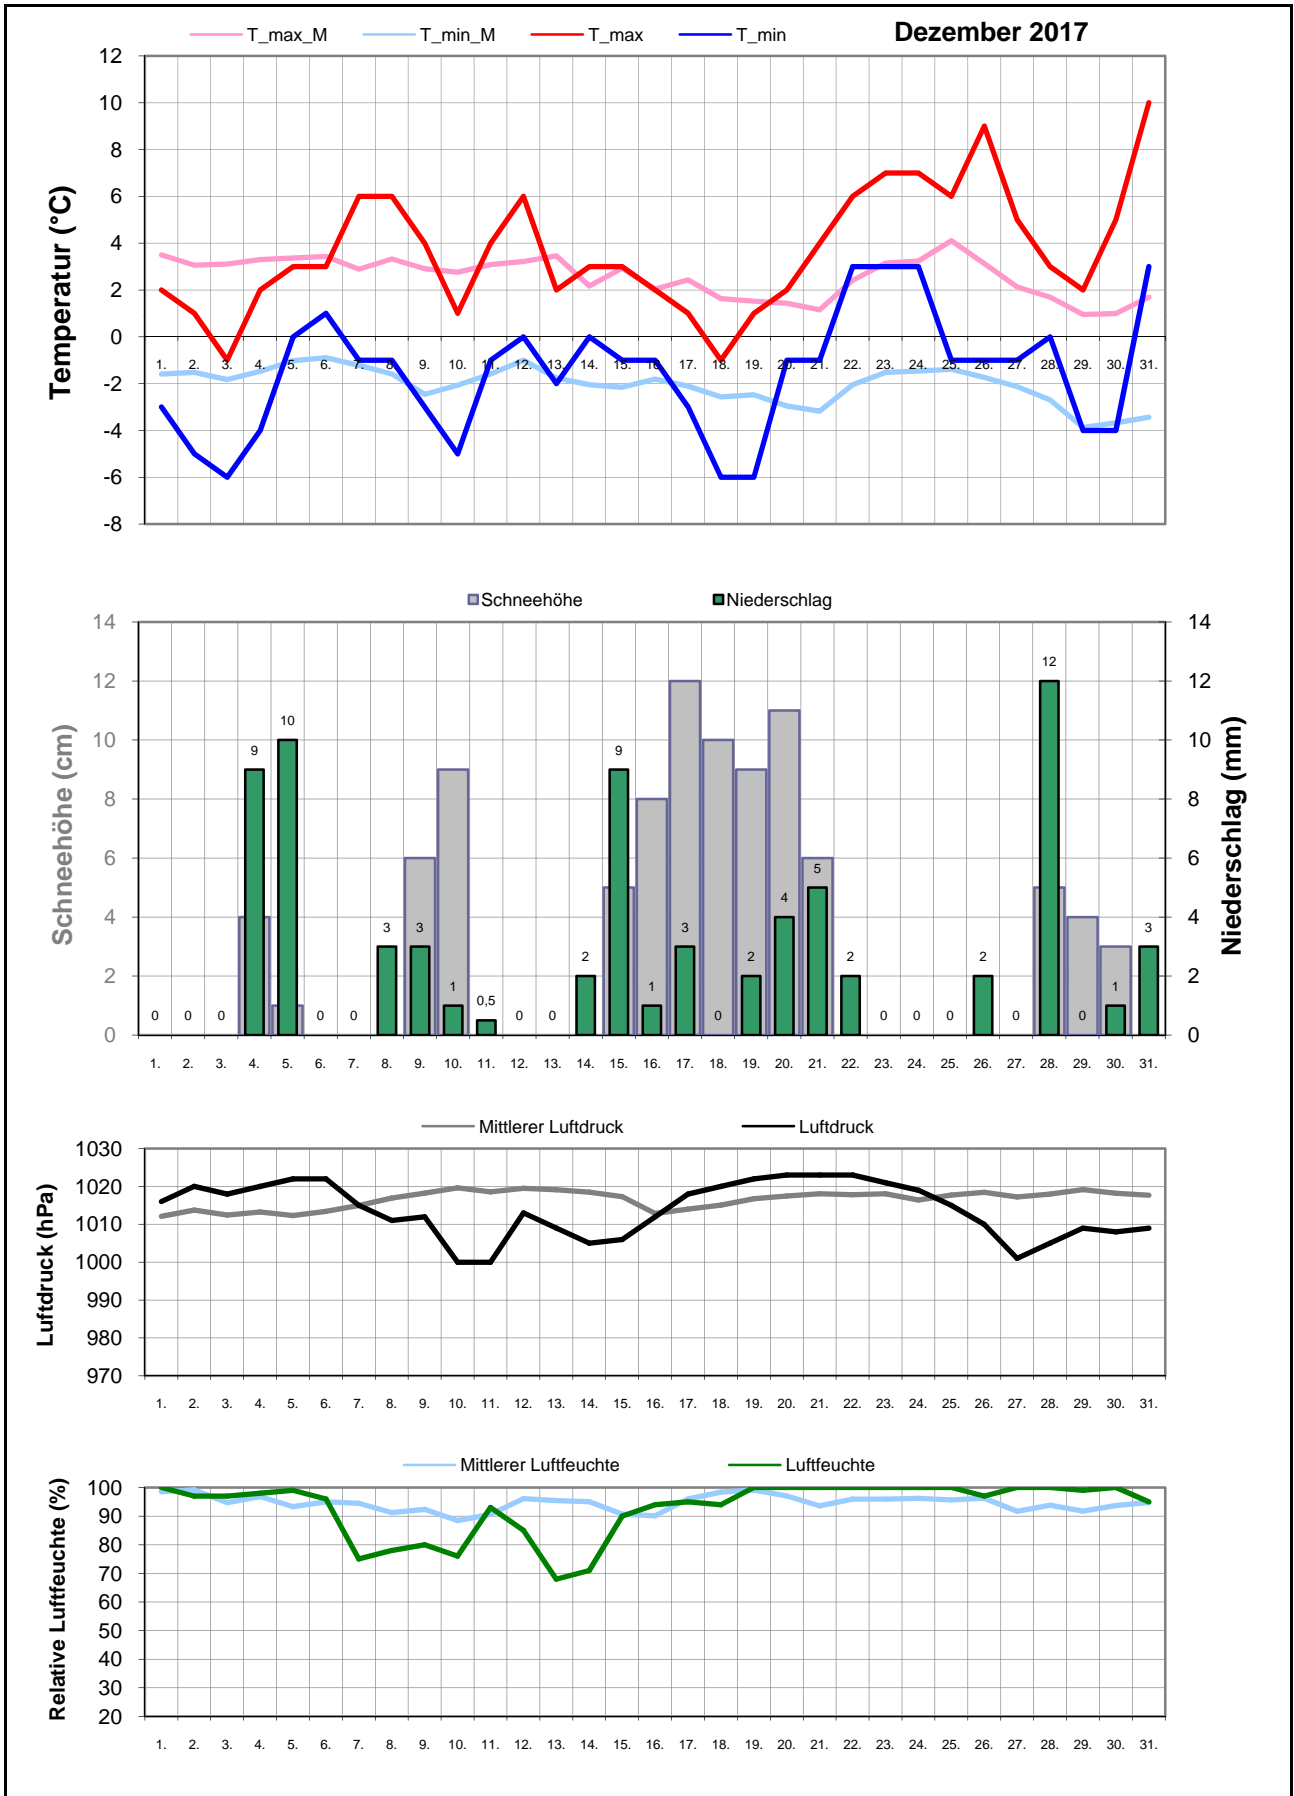 T_max_M T_min_M T_max T_min Dezember 2017
12
10
8
6
4
2
0
-2
-4
-6
-8
Temperatur (°C)
1. 2. 3. 4. 5. 6. 7. 8. 9. 10. 11. 12. 13. 14. 15. 16. 17. 18. 19. 20. 21. 22. 23. 24. 25. 26. 27. 28. 29. 30. 31.
Schneehöhe Niederschlag
14 14
12 12
10 10
8 8
6 6
4 4
2 2
0 0
Schneehöhe (cm)
Niederschlag (mm)
0 0 0 9 10 0 0 3 3 1 0,5 0 0 2 9 1 3 0 2 4 5 2 0 0 0 2 0 12 0 1 3
1. 2. 3. 4. 5. 6. 7. 8. 9. 10. 11. 12. 13. 14. 15. 16. 17. 18. 19. 20. 21. 22. 23. 24. 25. 26. 27. 28. 29. 30. 31.
Mittlerer Luftdruck Luftdruck
1030
1020
1010
1000
990
980
970
Luftdruck (hPa)
1. 2. 3. 4. 5. 6. 7. 8. 9. 10. 11. 12. 13. 14. 15. 16. 17. 18. 19. 20. 21. 22. 23. 24. 25. 26. 27. 28. 29. 30. 31.
Mittlerer Luftfeuchte Luftfeuchte
100
90
80
70
60
50
40
30
20
Relative Luftfeuchte (%)
1. 2. 3. 4. 5. 6. 7. 8. 9. 10. 11. 12. 13. 14. 15. 16. 17. 18. 19. 20. 21. 22. 23. 24. 25. 26. 27. 28. 29. 30. 31.